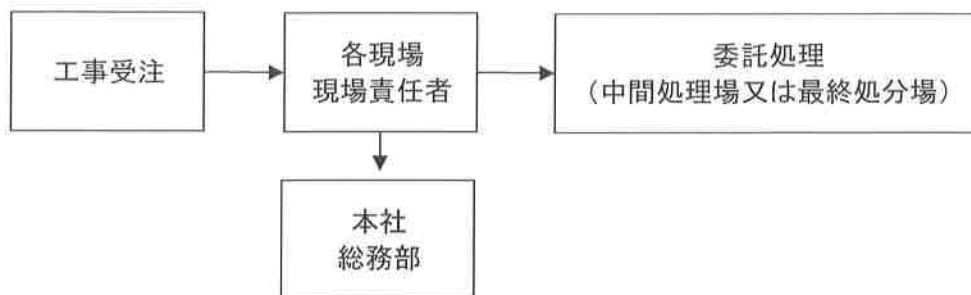 工事受注
各現場
現場責任者
委託処理
（中間処理場又は最終処分場）
本社
総務部